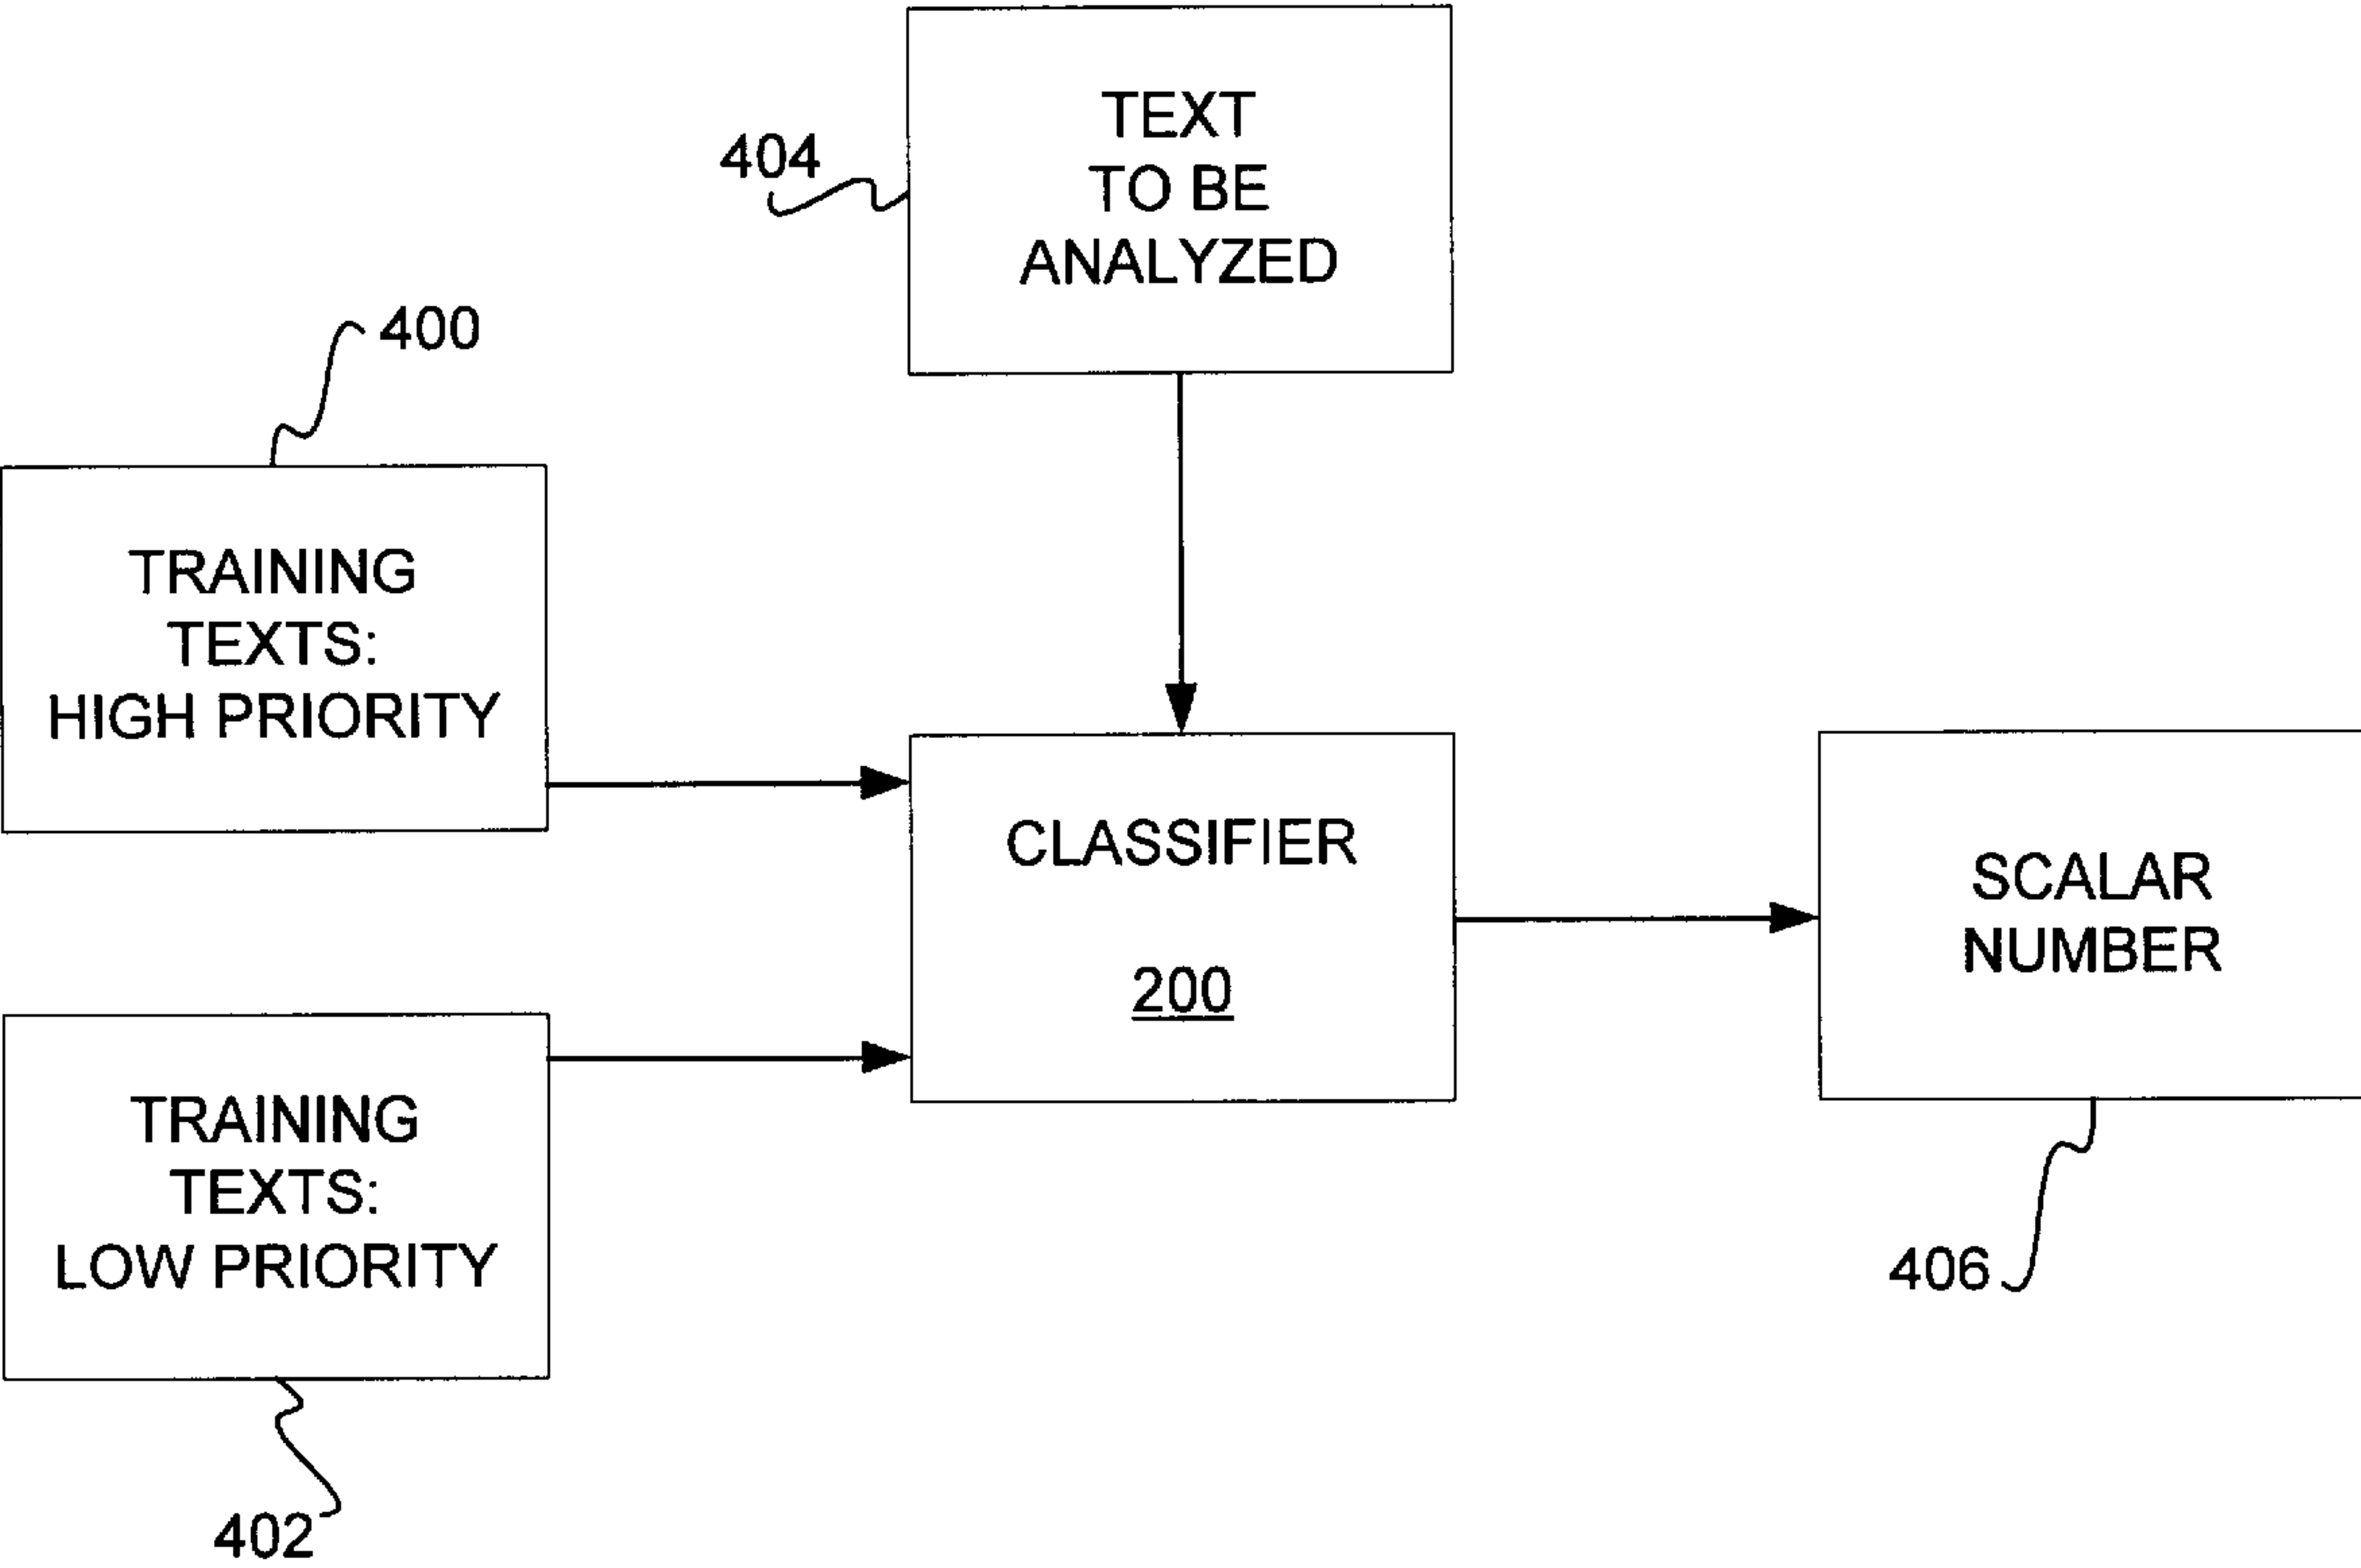 TEXT
TO BE
ANALYZED
404
400
TRAINING
TEXTS:
HIGH PRIORITY
CLASSIFIER
200
SCALAR
NUMBER
TRAINING
TEXTS:
LOW PRIORITY
406
402